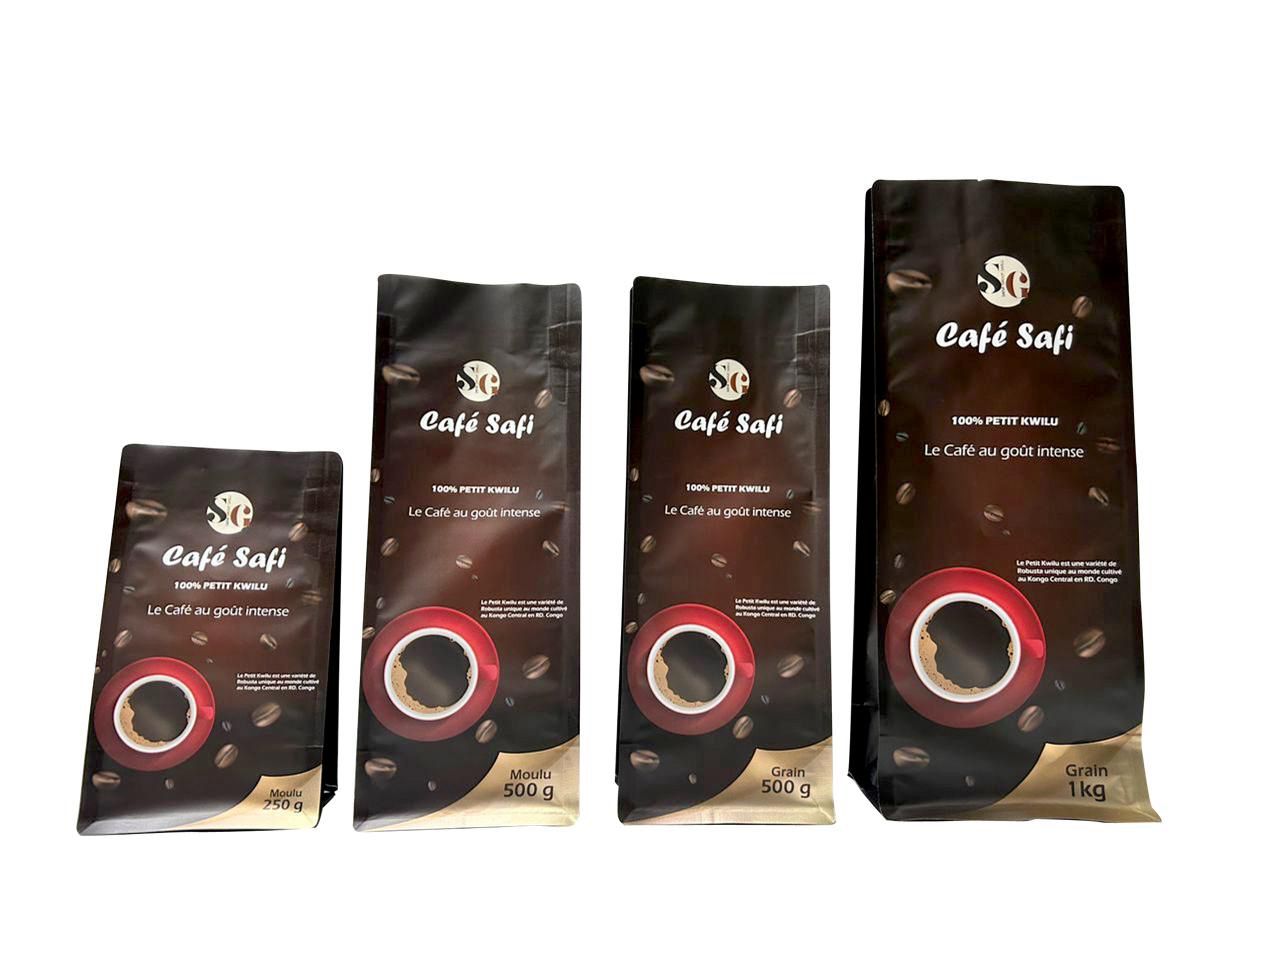 SG
Café Safi
100% PETIT KWILU
Le Café au goût intense
Le Petit Kwilu est une variété de
Robusta unique au monde cultivé
au Kongo Central en RD. Congo
Moulu
250 g
SG
Café Safi
100% PETIT KWILU
Le Café au goût intense
Le Petit Kwilu est une variété de
Robusta unique au monde cultivé
au Kongo Central en RD. Congo
Moulu
500 g
SG
Café Safi
100% PETIT KWILU
Le Café au goût intense
Le Petit Kwilu est une variété de
Robusta unique au monde cultivé
au Kongo Central en RD. Congo
Grain
500 g
SG
Café Safi
100% PETIT KWILU
Le Café au goût intense
Le Petit Kwilu est une variété de
Robusta unique au monde cultivé
au Kongo Central en RD. Congo
Grain
1kg